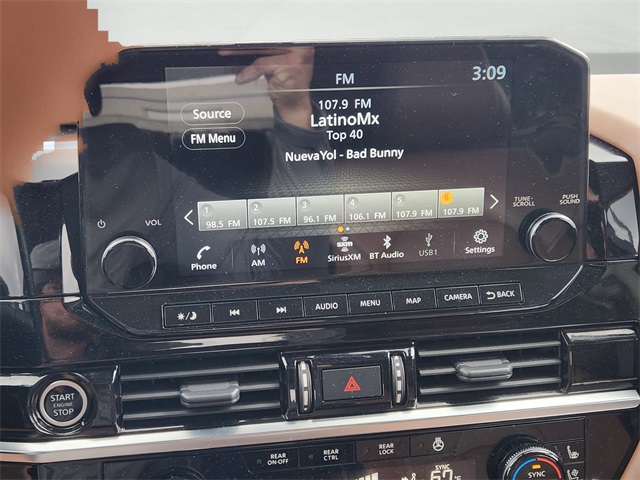 FM
3:09
Source
FM Menu
107.9 FM
LatinoMx
Top 40
NuevaYol - Bad Bunny
1 98.5 FM
2 107.5 FM
3 96.1 FM
4 106.1 FM
5 107.9 FM
6 107.9 FM
Phone
AM
FM
sxm
SiriusXM
BT Audio
USB1
Settings
VOL
TUNE·SCROLL
PUSH SOUND
AUDIO
MENU
MAP
CAMERA
BACK
START
ENGINE
STOP
REAR ON·OFF
REAR CTRL
REAR LOCK
SYNC
67°F
SYNC